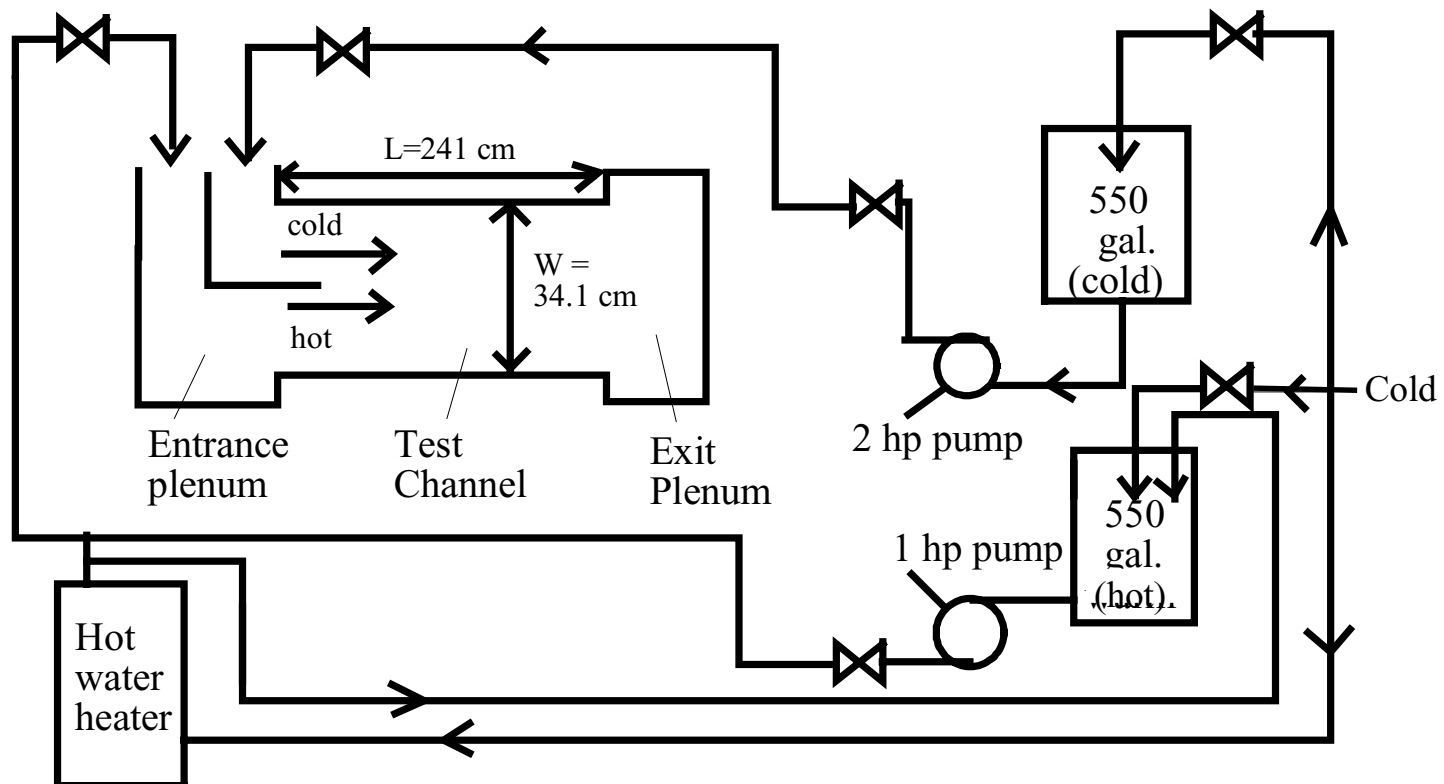 L=241 cm
cold
hot
W =
34.1 cm
Entrance
plenum
Test
Channel
Exit
Plenum
550
gal.
(cold)
2 hp pump
Cold
550
gal.
(hot)
1 hp pump
Hot
water
heater